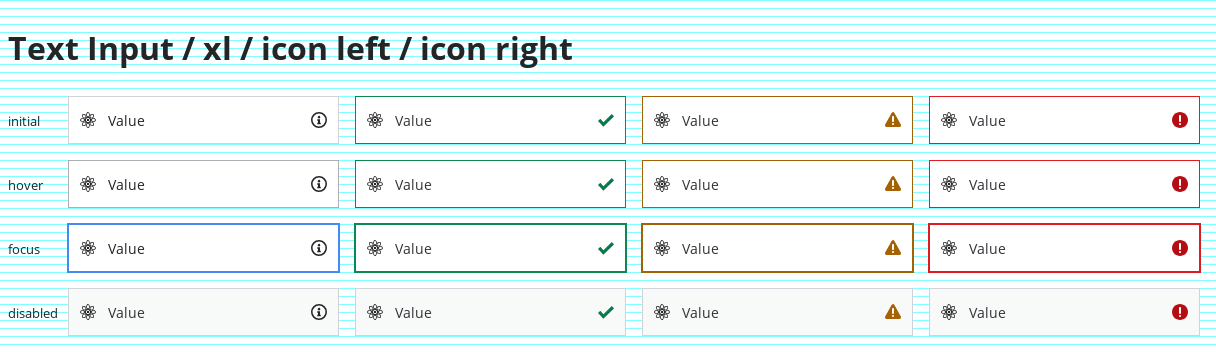 Text Input / xl / icon left / icon right
initial Value Value Value Value
hover Value Value Value Value
focus Value Value Value Value
disabled Value Value Value Value